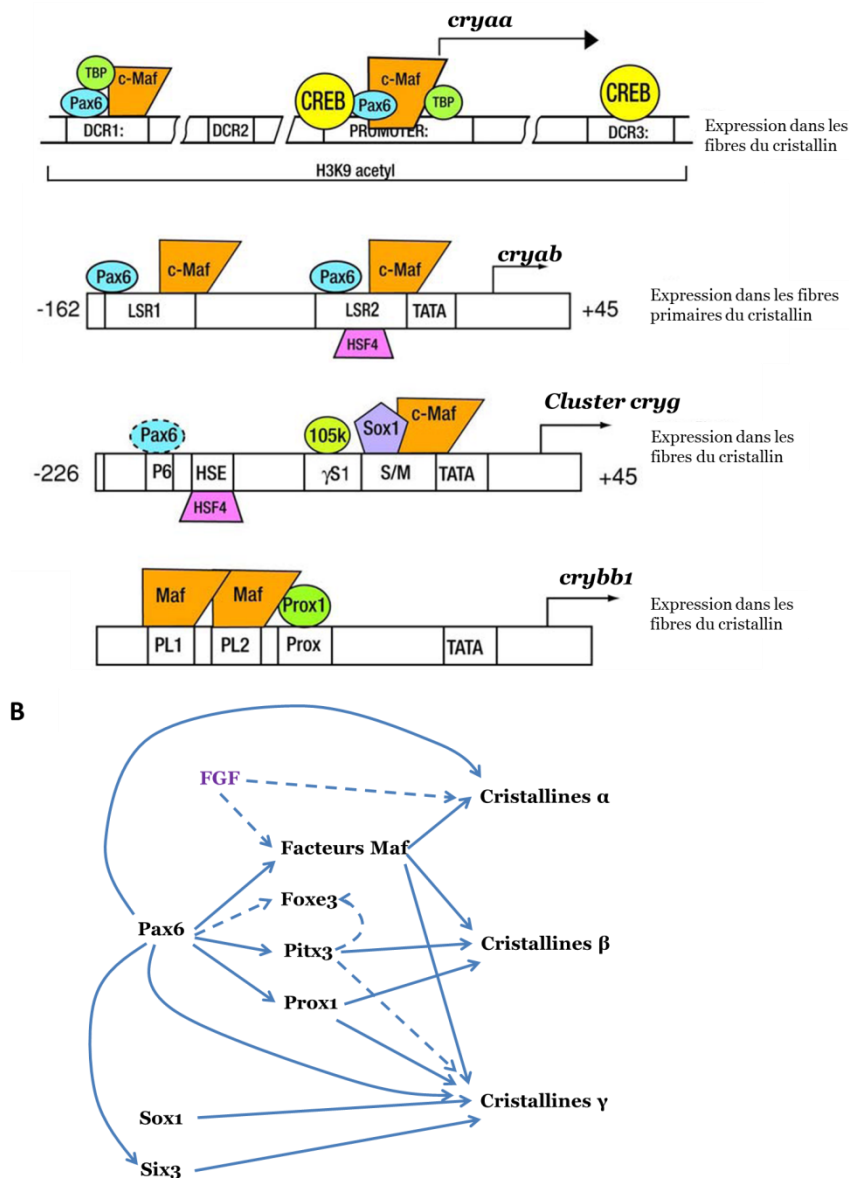 cryaa
TBP
c-Maf
Pax6
CREB
c-Maf
Pax6
TBP
CREB
DCR1:
DCR2
PROMOTER:
DCR3:
Expression dans les
fibres du cristallin
H3K9 acetyl
cryab
Pax6
c-Maf
Pax6
c-Maf
-162
LSR1
LSR2
TATA
+45
Expression dans les fibres
primaires du cristallin
HSF4
Cluster cryg
Pax6
105k
Sox1
c-Maf
Expression dans les
fibres du cristallin
-226
P6
HSE
γS1
S/M
TATA
+45
HSF4
crybb1
Maf
Maf
Prox1
Expression dans les
fibres du cristallin
PL1
PL2
Prox
TATA
B
FGF
Cristallines α
Facteurs Maf
Foxe3
Pax6
Pitx3
Cristallines β
Prox1
Cristallines γ
Sox1
Six3